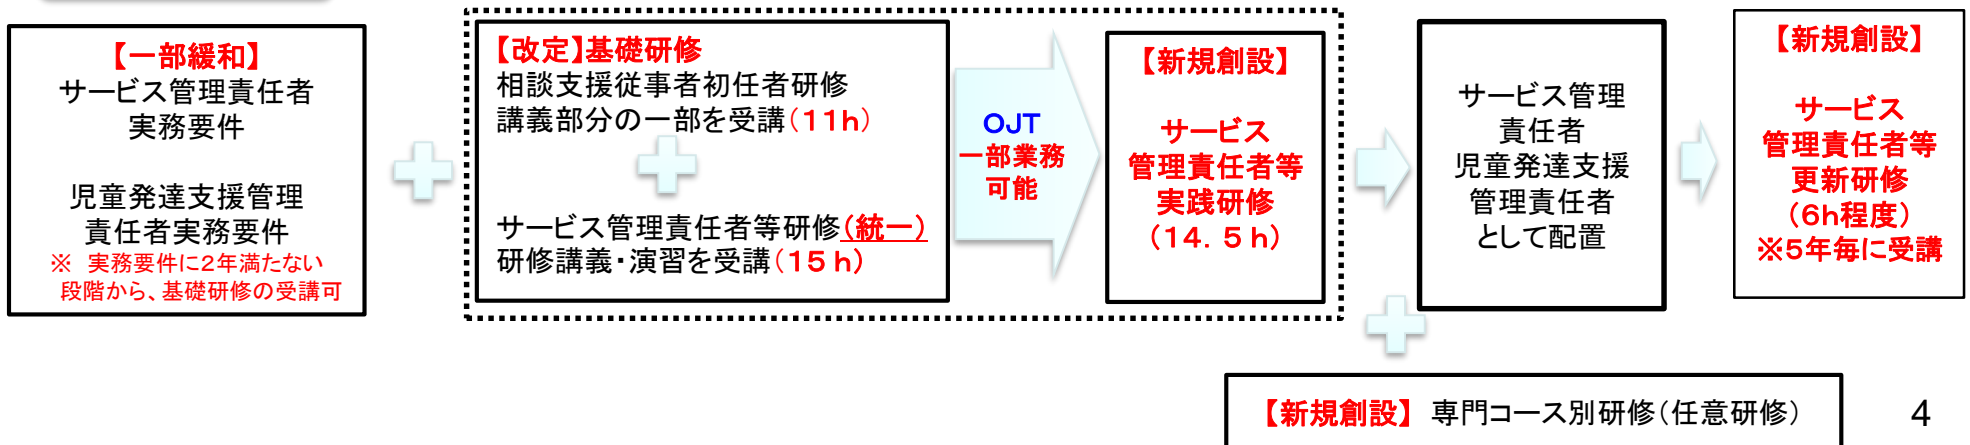 【一部緩和】
サービス管理責任者
実務要件
児童発達支援管理
責任者実務要件
※ 実務要件に２年満たない
段階から、基礎研修の受講可
【改定】基礎研修
相談支援従事者初任者研修
講義部分の一部を受講（１１ｈ）
サービス管理責任者等研修（統一）
研修講義・演習を受講（１５ｈ）
ＯＪＴ
一部業務
可能
【新規創設】
サービス
管理責任者等
実践研修
（１４．５ｈ）
サービス管理
責任者
児童発達支援
管理責任者
として配置
【新規創設】
サービス
管理責任者等
更新研修
（６ｈ程度）
※５年毎に受講
【新規創設】 専門コース別研修（任意研修）
4